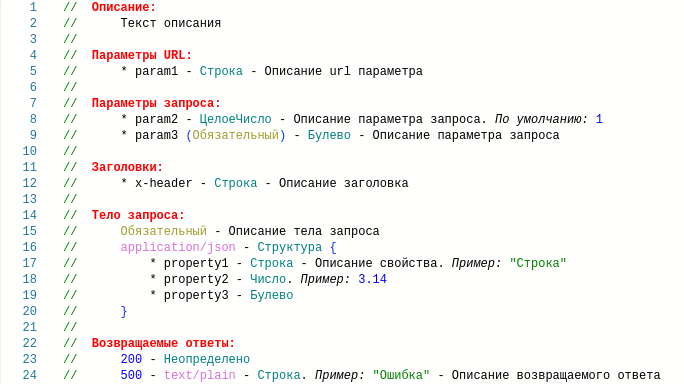 1 // Описание:
2 // Текст описания
3 //
4 // Параметры URL:
5 // * param1 - Строка - Описание url параметра
6 //
7 // Параметры запроса:
8 // * param2 - ЦелоеЧисло - Описание параметра запроса. По умолчанию: 1
9 // * param3 (Обязательный) - Булево - Описание параметра запроса
10 //
11 // Заголовки:
12 // * x-header - Строка - Описание заголовка
13 //
14 // Тело запроса:
15 // Обязательный - Описание тела запроса
16 // application/json - Структура {
17 // * property1 - Строка - Описание свойства. Пример: "Строка"
18 // * property2 - Число. Пример: 3.14
19 // * property3 - Булево
20 // }
21 //
22 // Возвращаемые ответы:
23 // 200 - Неопределено
24 // 500 - text/plain - Строка. Пример: "Ошибка" - Описание возвращаемого ответа